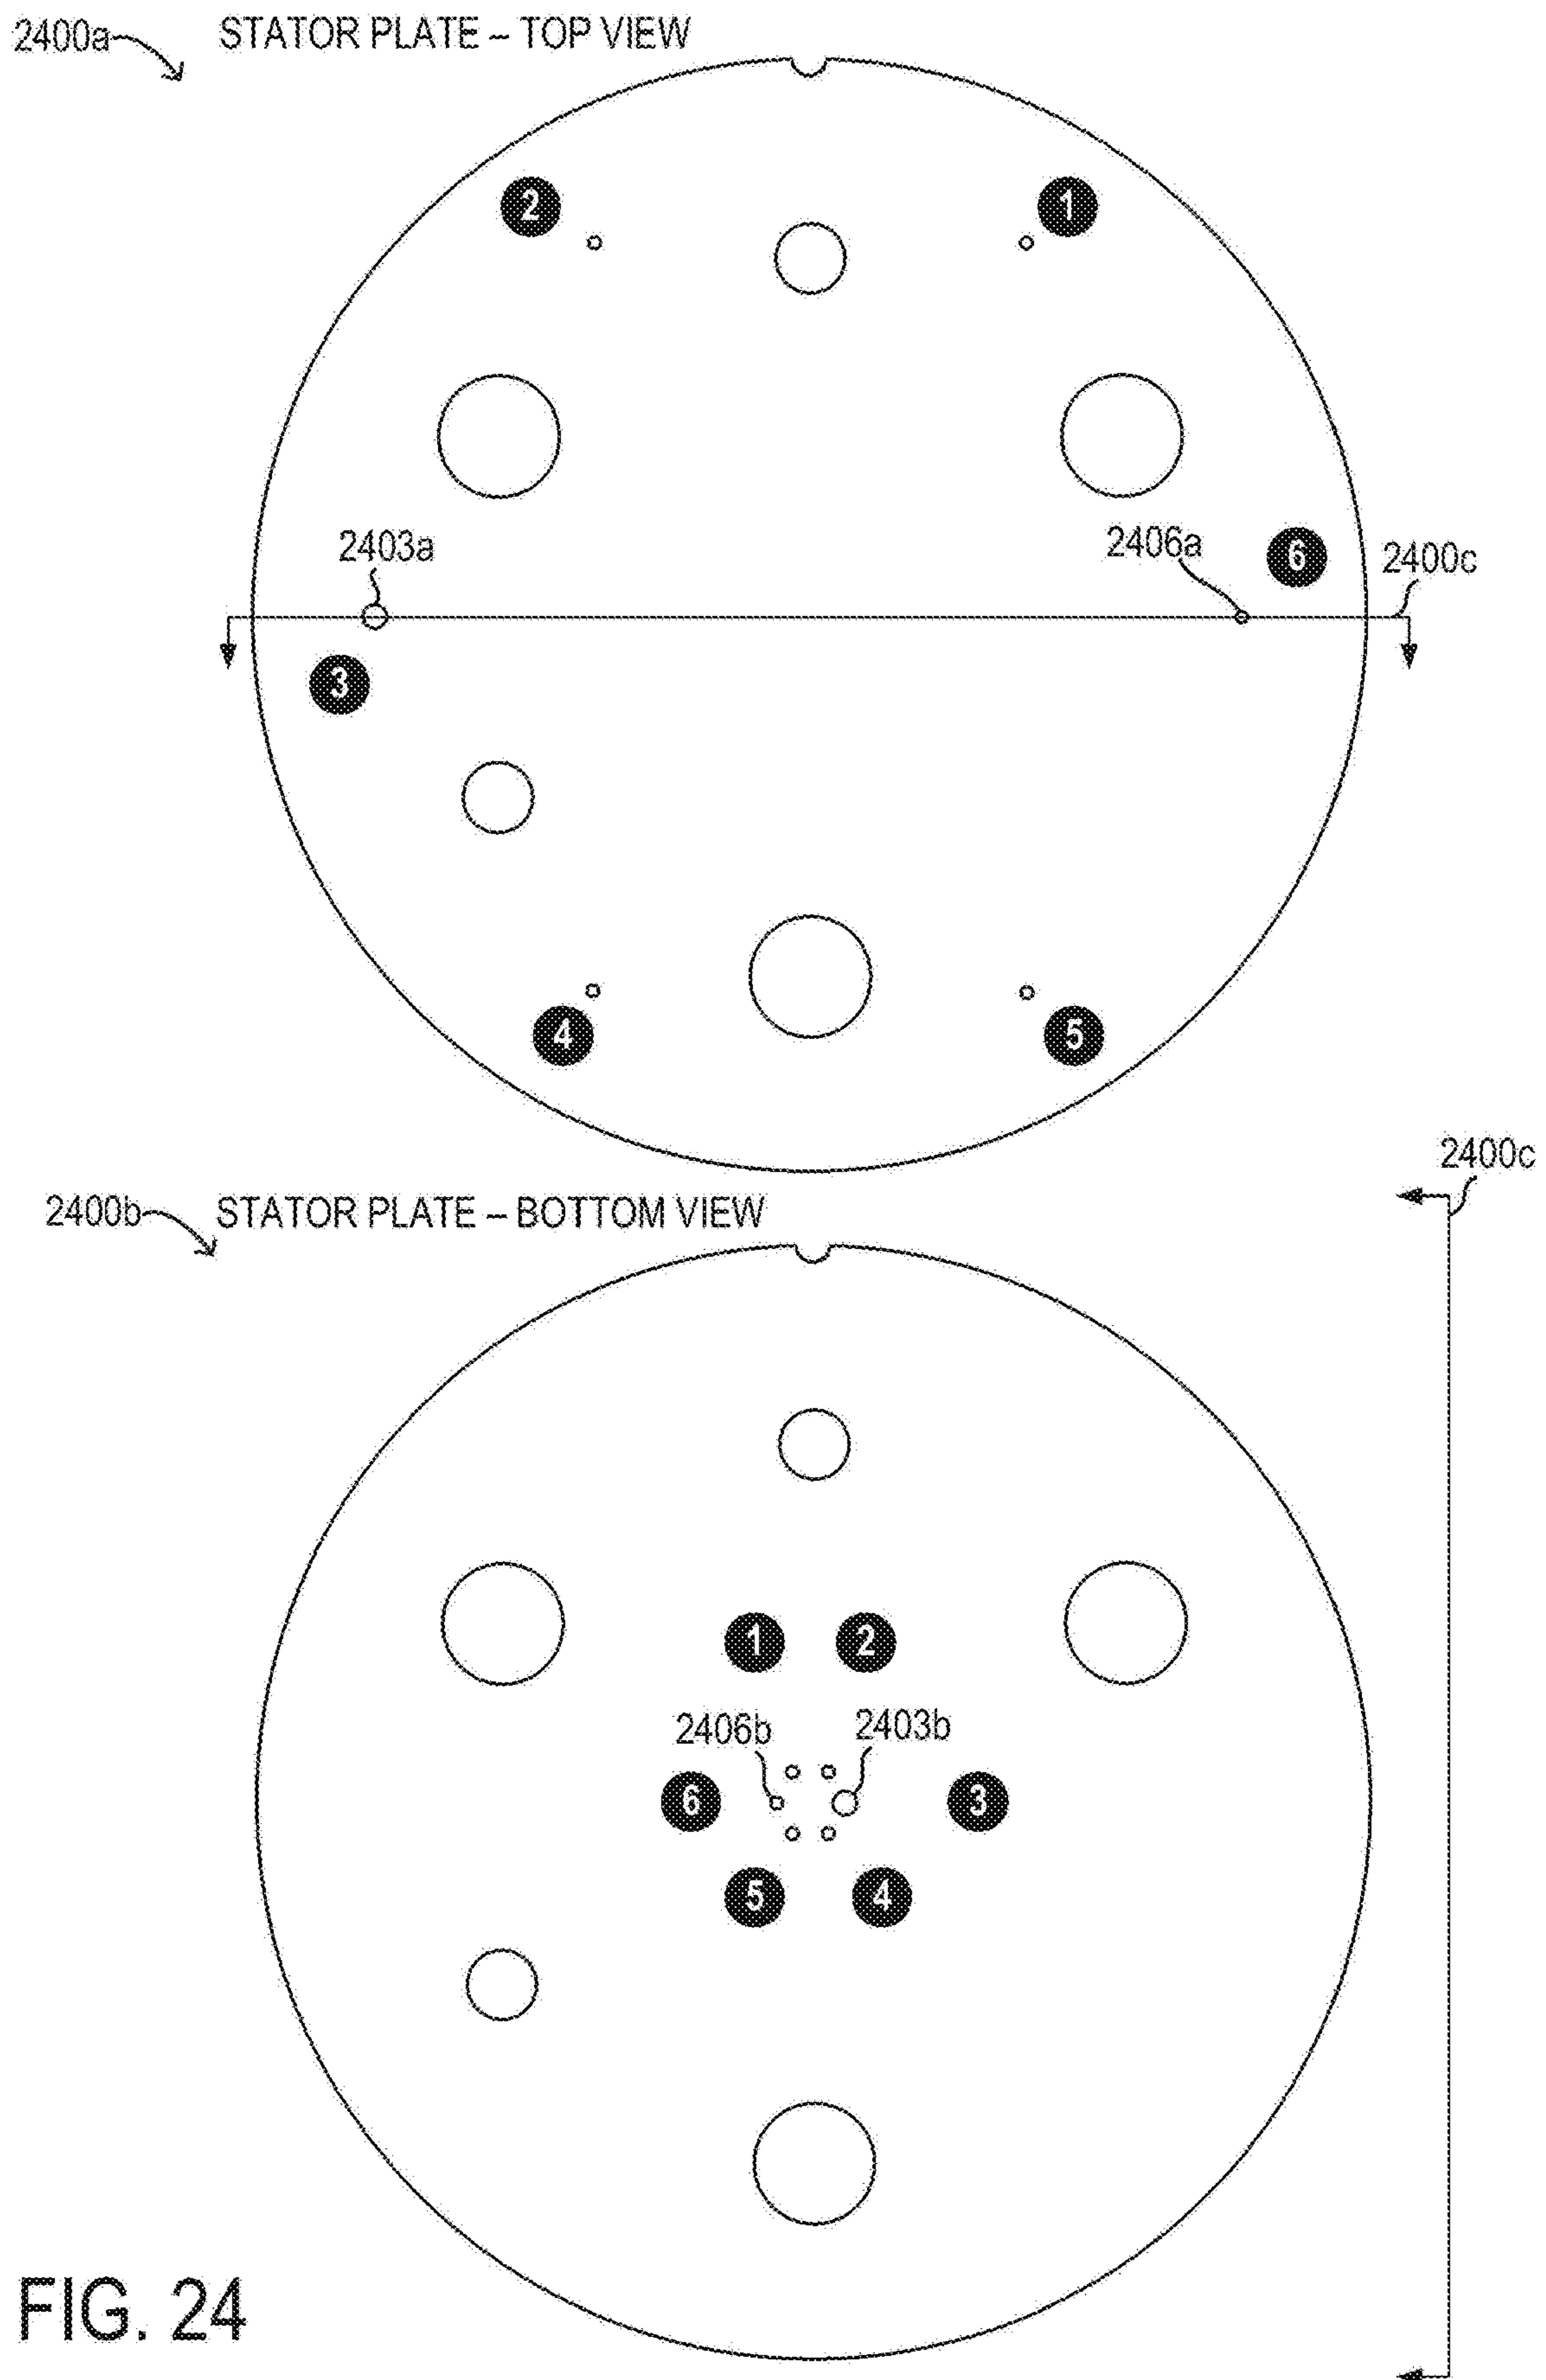 2400a STATOR PLATE – TOP VIEW
2 1
2403a 2406a 6 2400c
3
4 5
2400c
2400b STATOR PLATE – BOTTOM VIEW
1 2
2406b 2403b
6 3
5 4
FIG. 24